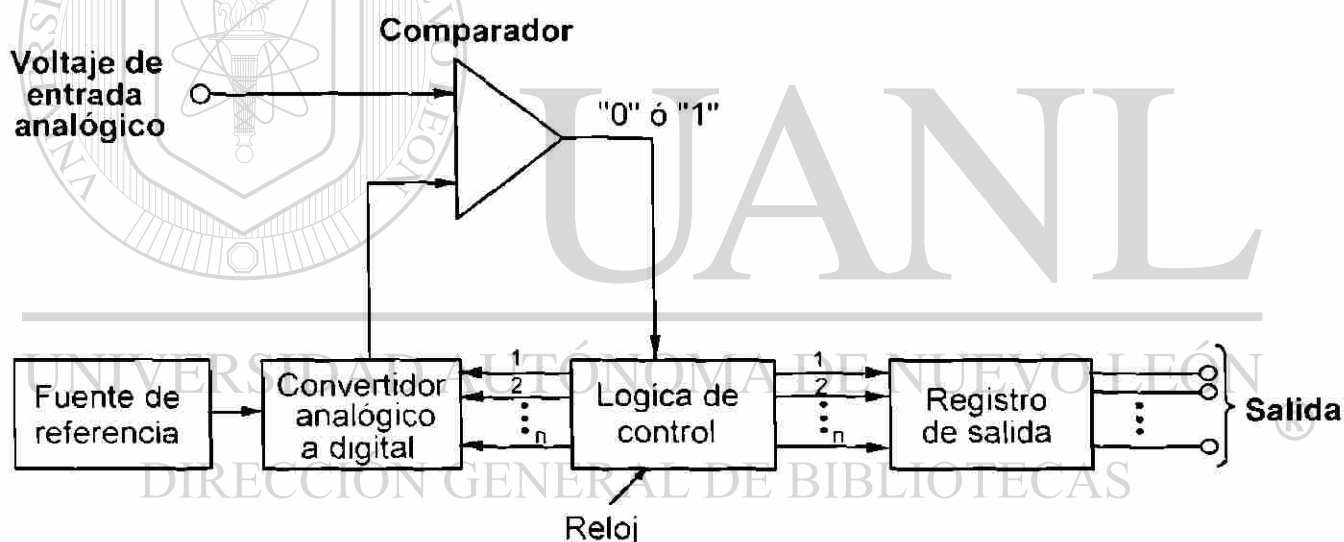 Comparador
Voltaje de
entrada
analógico
"0" ó "1"
UANL
UNIVERSIDAD AUTÓNOMA DE NUEVO LEÓN
®
DIRECCIÓN GENERAL DE BIBLIOTECAS
Fuente de
referencia
Convertidor
analógico
a digital
1
2
n
Logica de
control
1
2
n
Registro
de salida
Salida
Reloj